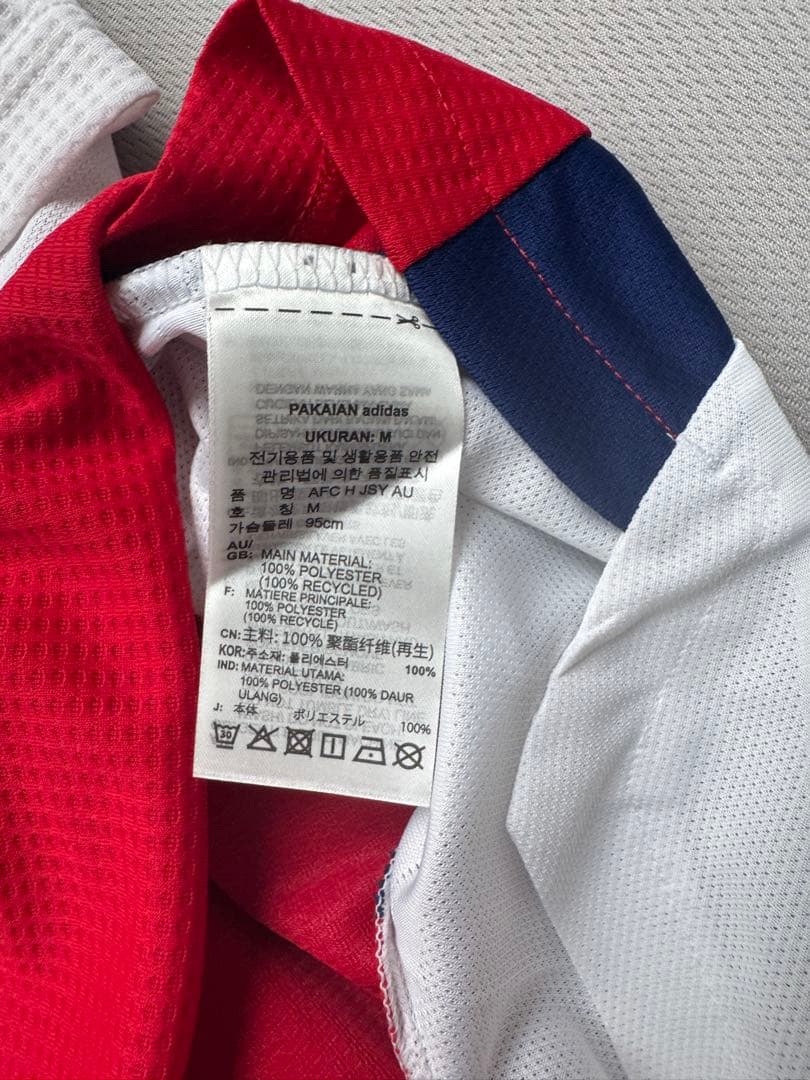 PAKAIAN adidas
UKURAN: M
전기용품 및 생활용품 안전
관리법에 의한 품질표시
품 명 AFC H JSY AU
호 칭 M
가슴둘레 95cm
AU/
GB: MAIN MATERIAL:
100% POLYESTER
(100% RECYCLED)
F: MATIERE PRINCIPALE:
100% POLYESTER
(100% RECYCLÉ)
CN: 主料: 100% 聚酯纤维(再生)
KOR: 주소재: 폴리에스터 100%
IND: MATERIAL UTAMA:
100% POLYESTER (100% DAUR
ULANG)
J: 本体 ポリエステル 100%
30